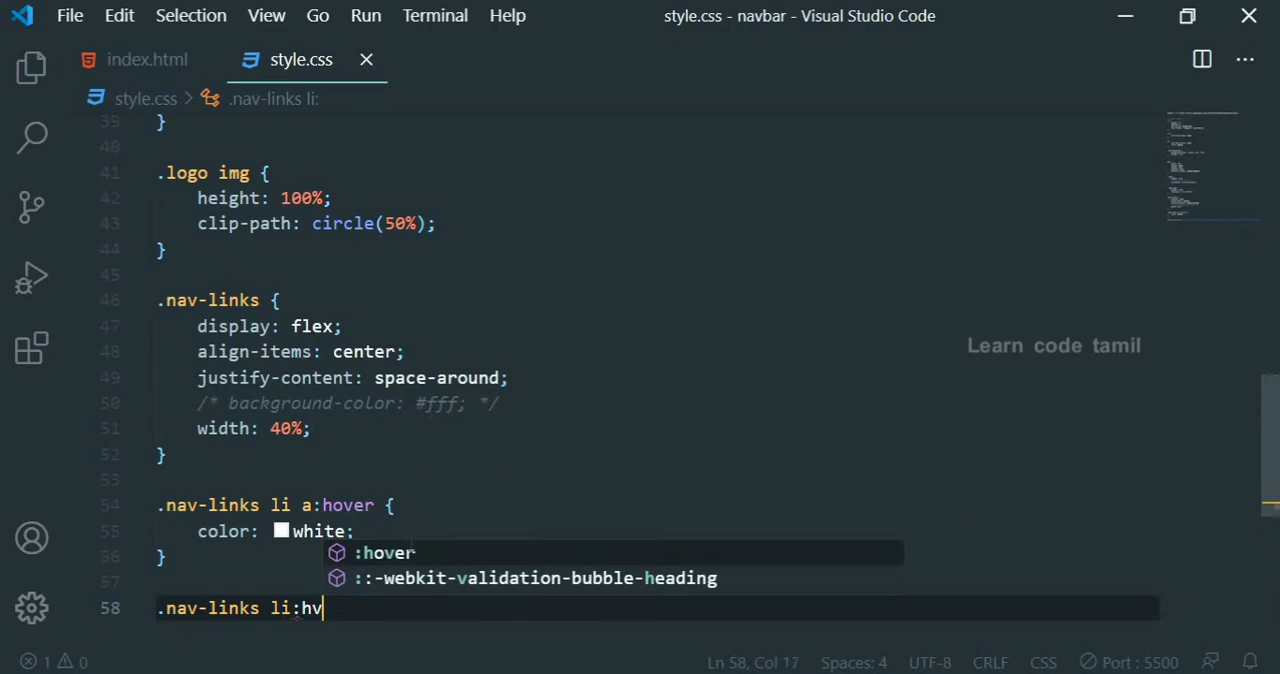 File Edit Selection View Go Run Terminal Help style.css - navbar - Visual Studio Code
index.html style.css
style.css > .nav-links li:
39 }
40
41 .logo img {
42 height: 100%;
43 clip-path: circle(50%);
44 }
45
46 .nav-links {
47 display: flex;
48 align-items: center;
49 justify-content: space-around;
50 /* background-color: #fff; */
51 width: 40%;
52 }
53
54 .nav-links li a:hover {
55 color: white;
56 }
57
58 .nav-links li:hv
:hover
::-webkit-validation-bubble-heading
Learn code tamil
1 0 Ln 58, Col 17 Spaces: 4 UTF-8 CRLF CSS Port : 5500